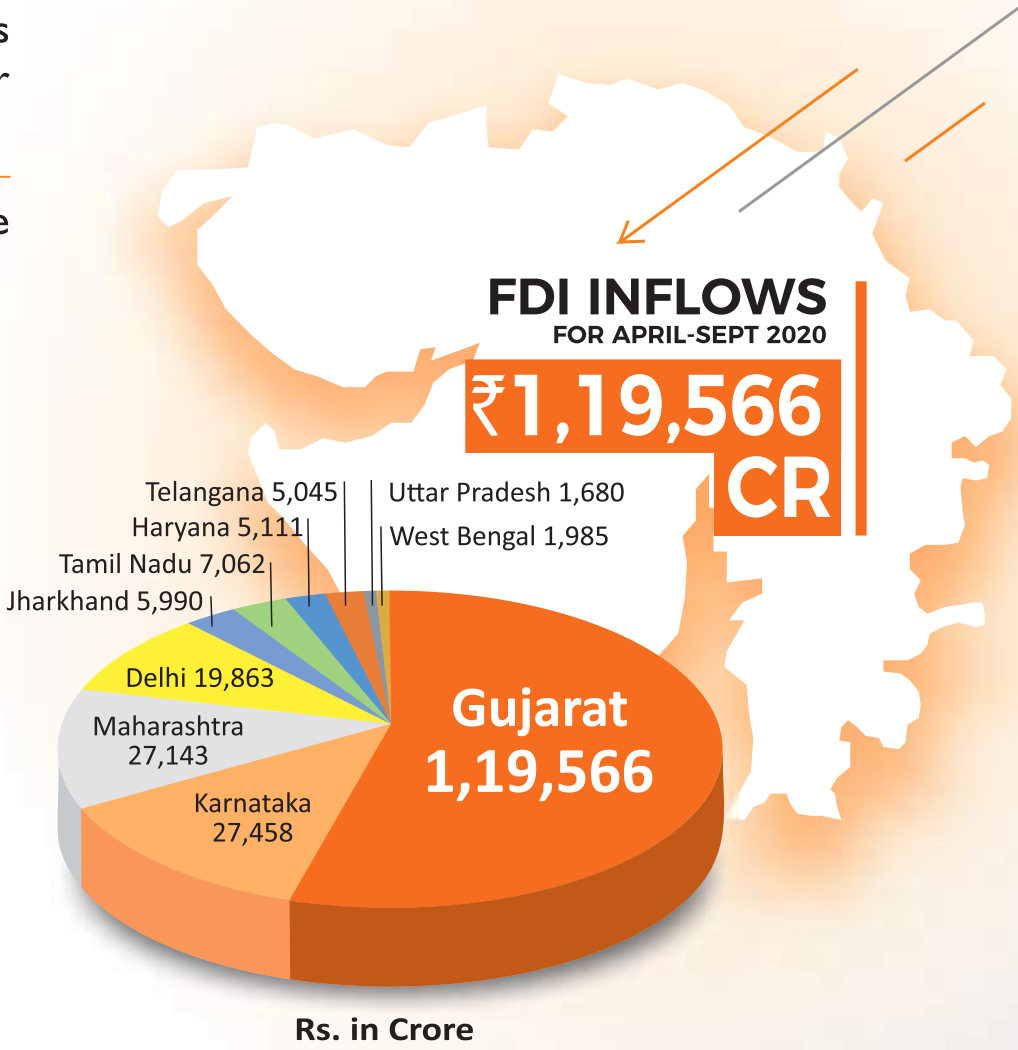 s
r
e
FDI INFLOWS
FOR APRIL-SEPT 2020
₹1,19,566
CR
Telangana 5,045
Uttar Pradesh 1,680
Haryana 5,111
West Bengal 1,985
Tamil Nadu 7,062
Jharkhand 5,990
Delhi 19,863
Maharashtra
27,143
Karnataka
27,458
Gujarat
1,19,566
Rs. in Crore